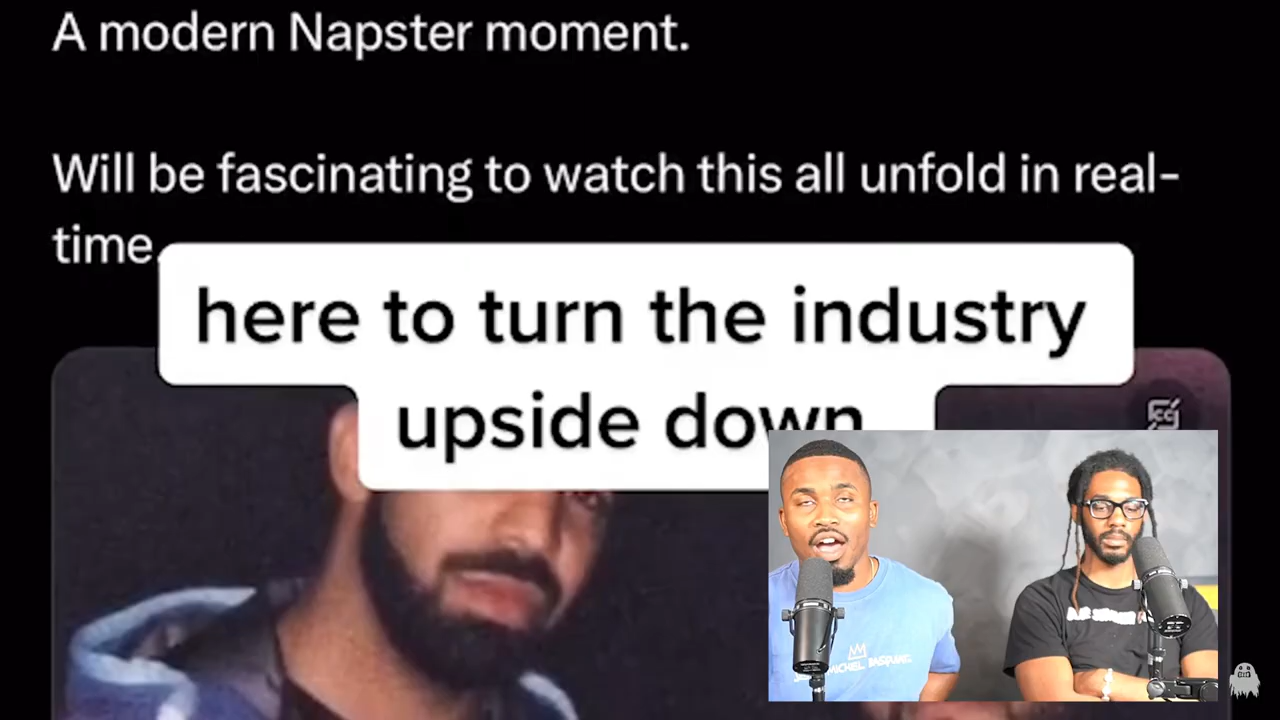 A modern Napster moment.
Will be fascinating to watch this all unfold in real-
time.
here to turn the industry
upside down